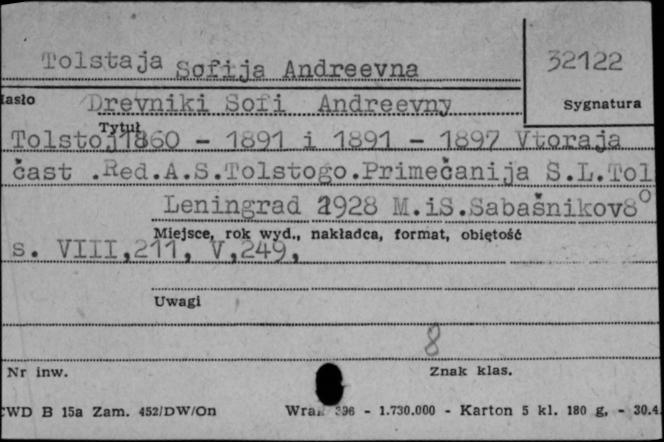 Tolstaja Sofija Andreevna
32122
Hasło
Drevniki Sofi Andreevny
Sygnatura
Tytuł
Tolstoj 1860 - 1891 i 1891 - 1897 Vtoraja
čast .Red.A.S.Tolstogo.Primečanija S.L.Tol
Leningrad 1928 M.iS.Sabašnikov8°
Miejsce, rok wyd., nakładca, format, obiętość
s. VIII,211, V,249,
Uwagi
8
Nr inw.
Znak klas.
CWD B 15a Zam. 452/DW/On
396 - 1.730.000 - Karton 5 kl. 180 g, - 30.4.